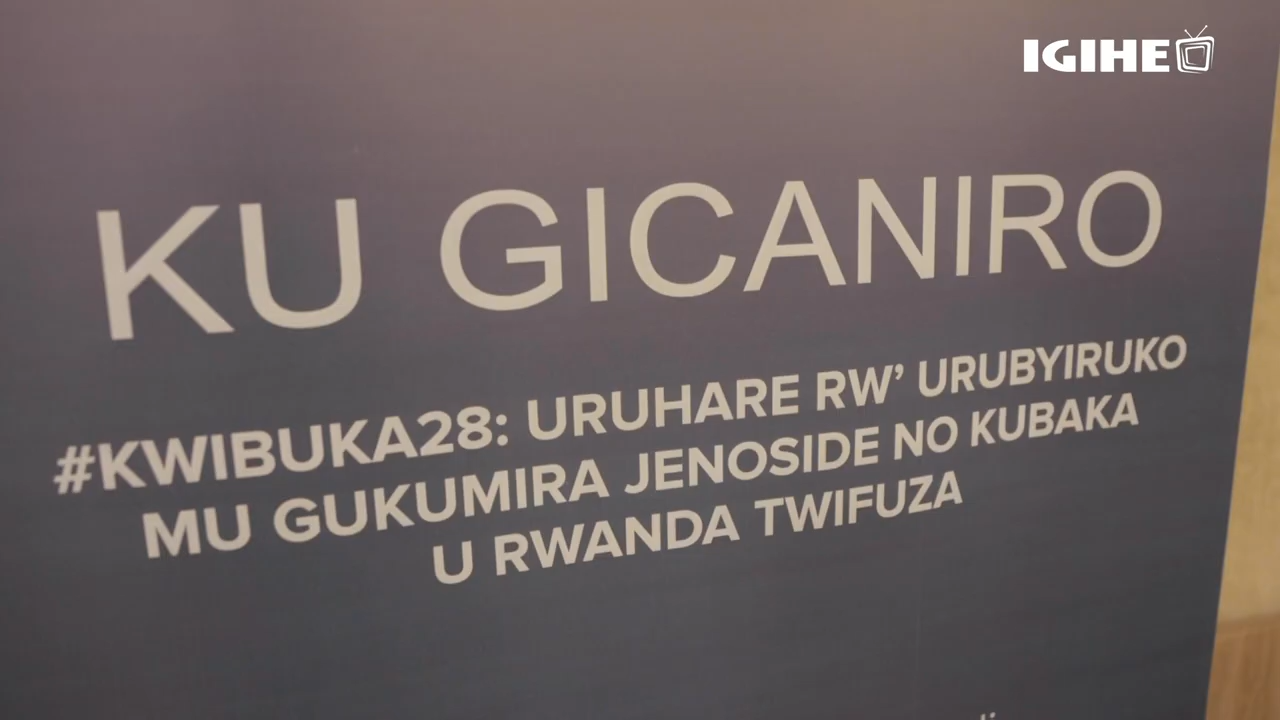 IGIHE
KU GICANIRO
#KWIBUKA28: URUHARE RW' URUBYIRUKO
MU GUKUMIRA JENOSIDE NO KUBAKA
U RWANDA TWIFUZA